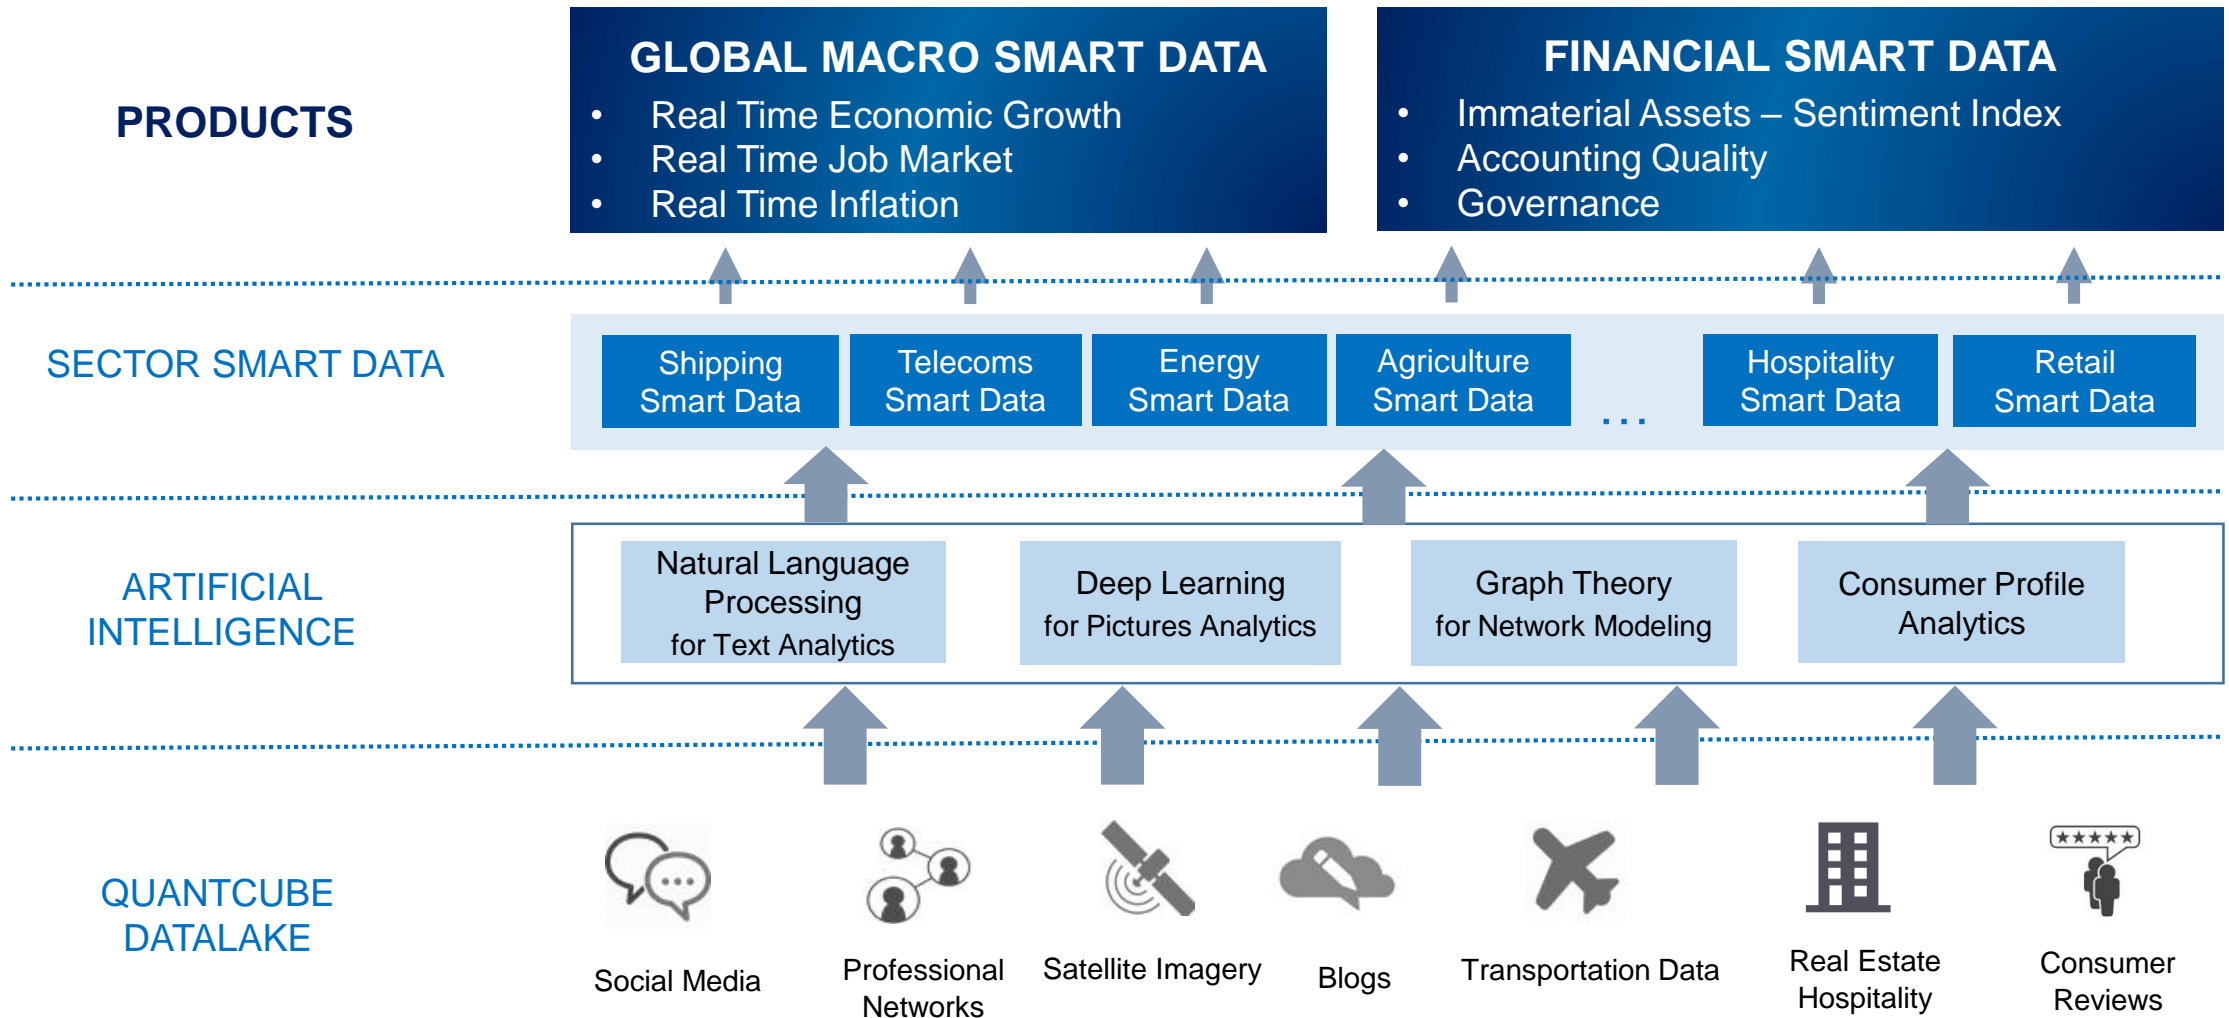 PRODUCTS
GLOBAL MACRO SMART DATA
• Real Time Economic Growth
• Real Time Job Market
• Real Time Inflation
FINANCIAL SMART DATA
• Immaterial Assets – Sentiment Index
• Accounting Quality
• Governance
SECTOR SMART DATA
Shipping
Smart Data
Telecoms
Smart Data
Energy
Smart Data
Agriculture
Smart Data
...
Hospitality
Smart Data
Retail
Smart Data
ARTIFICIAL
INTELLIGENCE
Natural Language
Processing
for Text Analytics
Deep Learning
for Pictures Analytics
Graph Theory
for Network Modeling
Consumer Profile
Analytics
QUANTCUBE
DATALAKE
Social Media
Professional
Networks
Satellite Imagery
Blogs
Transportation Data
Real Estate
Hospitality
Consumer
Reviews